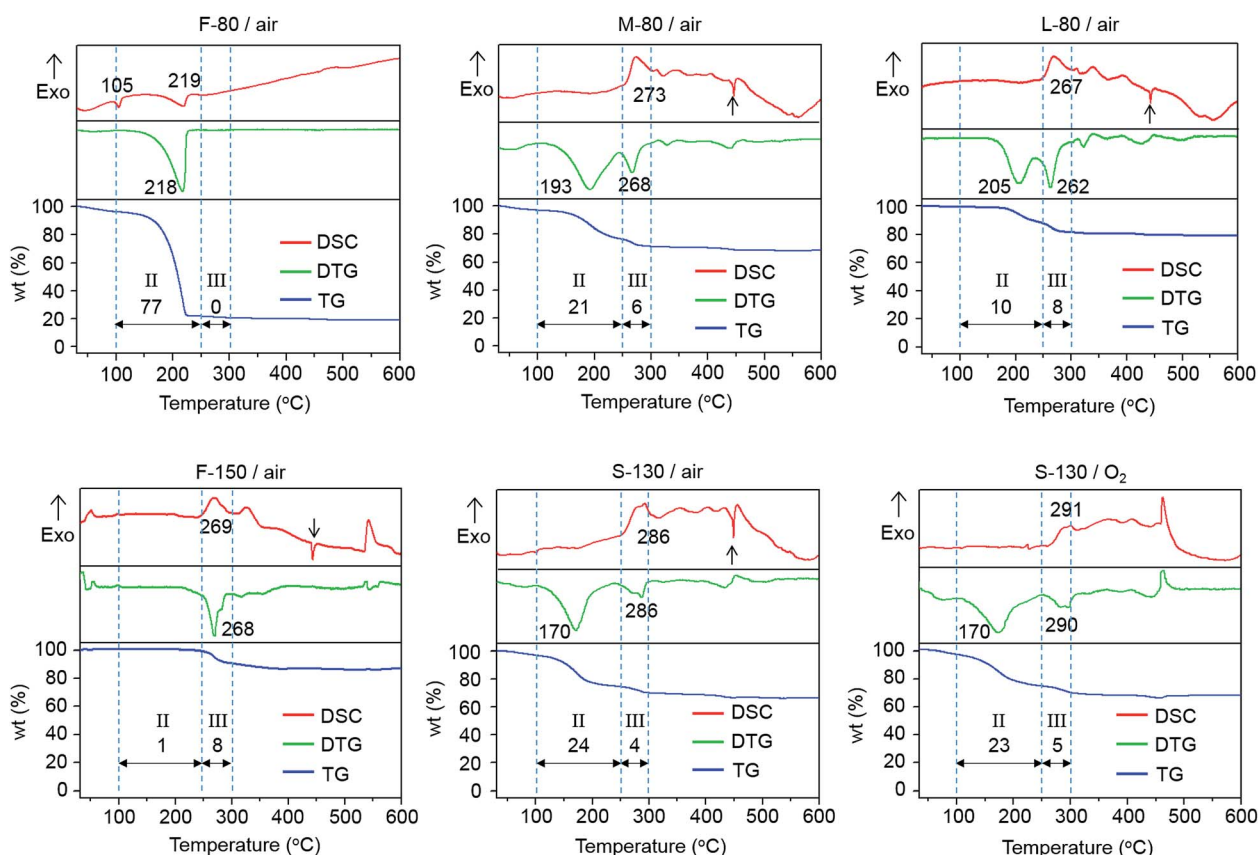 F-80 / air
Exo
105
219
218
100
80
60
40
20
0
wt (%)
II
77
III
0
DSC
DTG
TG
100 200 300 400 500 600
Temperature (°C)
M-80 / air
Exo
273
193
268
100
80
60
40
20
0
wt (%)
II
21
III
6
DSC
DTG
TG
100 200 300 400 500 600
Temperature (°C)
L-80 / air
Exo
267
205
262
100
80
60
40
20
0
wt (%)
II
10
III
8
DSC
DTG
TG
100 200 300 400 500 600
Temperature (°C)
F-150 / air
Exo
269
268
100
80
60
40
20
0
wt (%)
II
1
III
8
DSC
DTG
TG
100 200 300 400 500 600
Temperature (°C)
S-130 / air
Exo
286
170
286
100
80
60
40
20
0
wt (%)
II
24
III
4
DSC
DTG
TG
100 200 300 400 500 600
Temperature (°C)
S-130 / O₂
Exo
291
170
290
100
80
60
40
20
0
wt (%)
II
23
III
5
DSC
DTG
TG
100 200 300 400 500 600
Temperature (°C)